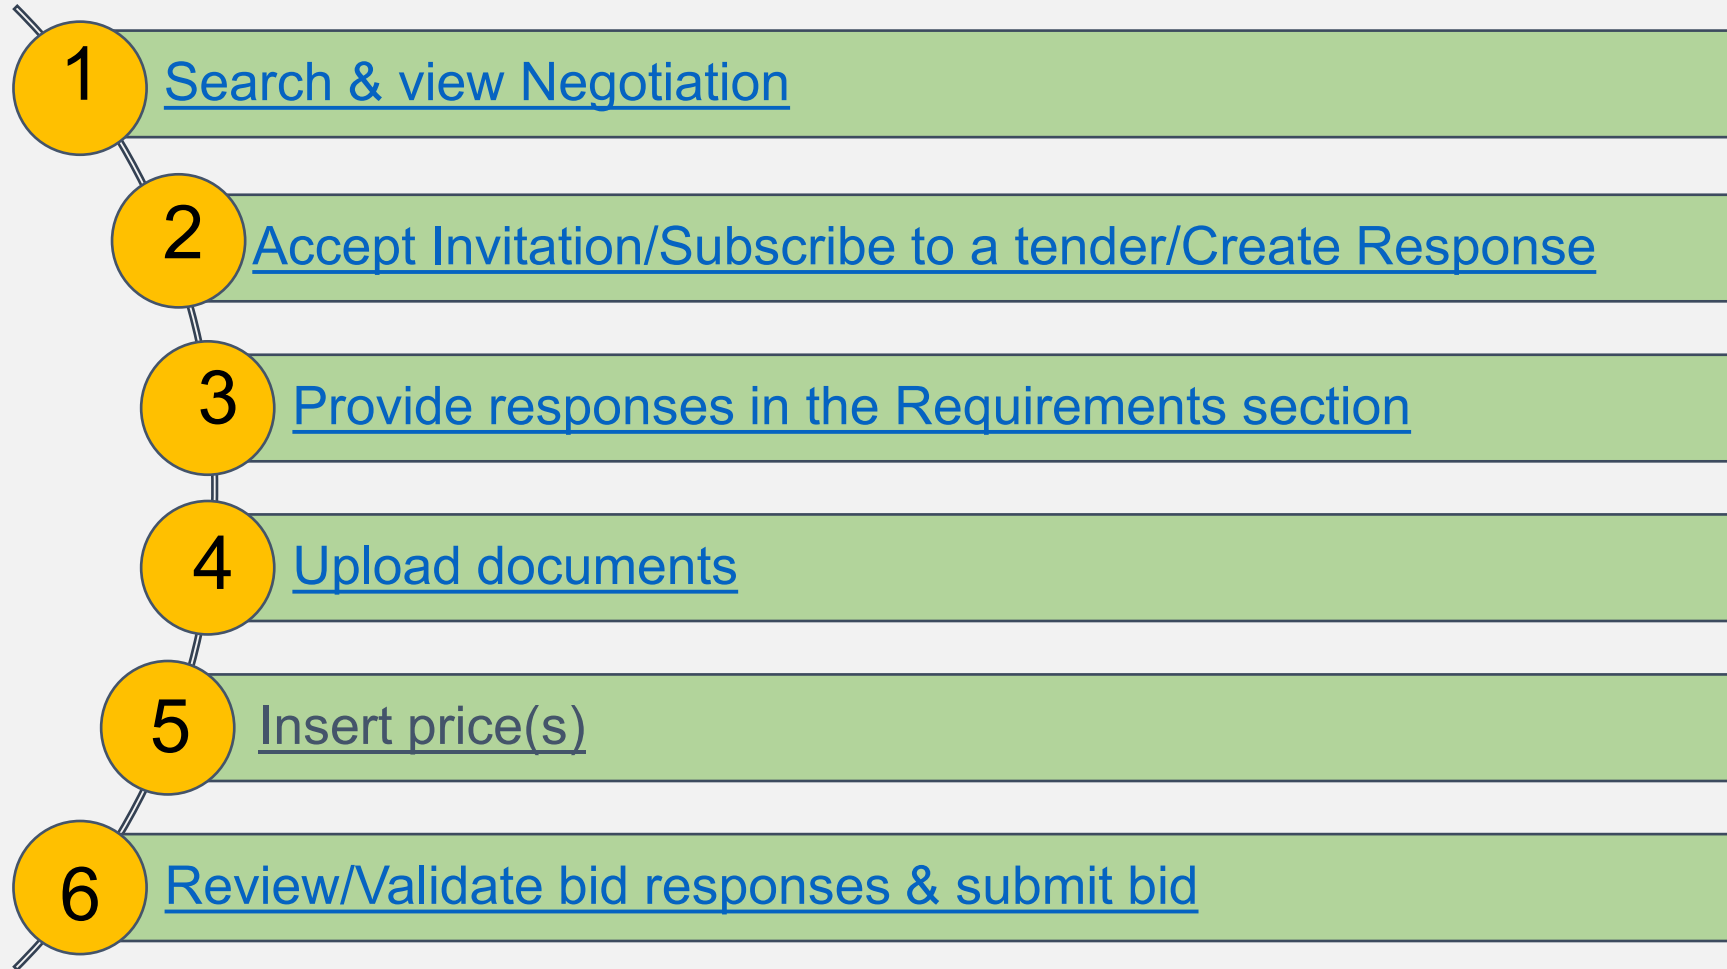 1 Search & view Negotiation
2 Accept Invitation/Subscribe to a tender/Create Response
3 Provide responses in the Requirements section
4 Upload documents
5 Insert price(s)
6 Review/Validate bid responses & submit bid